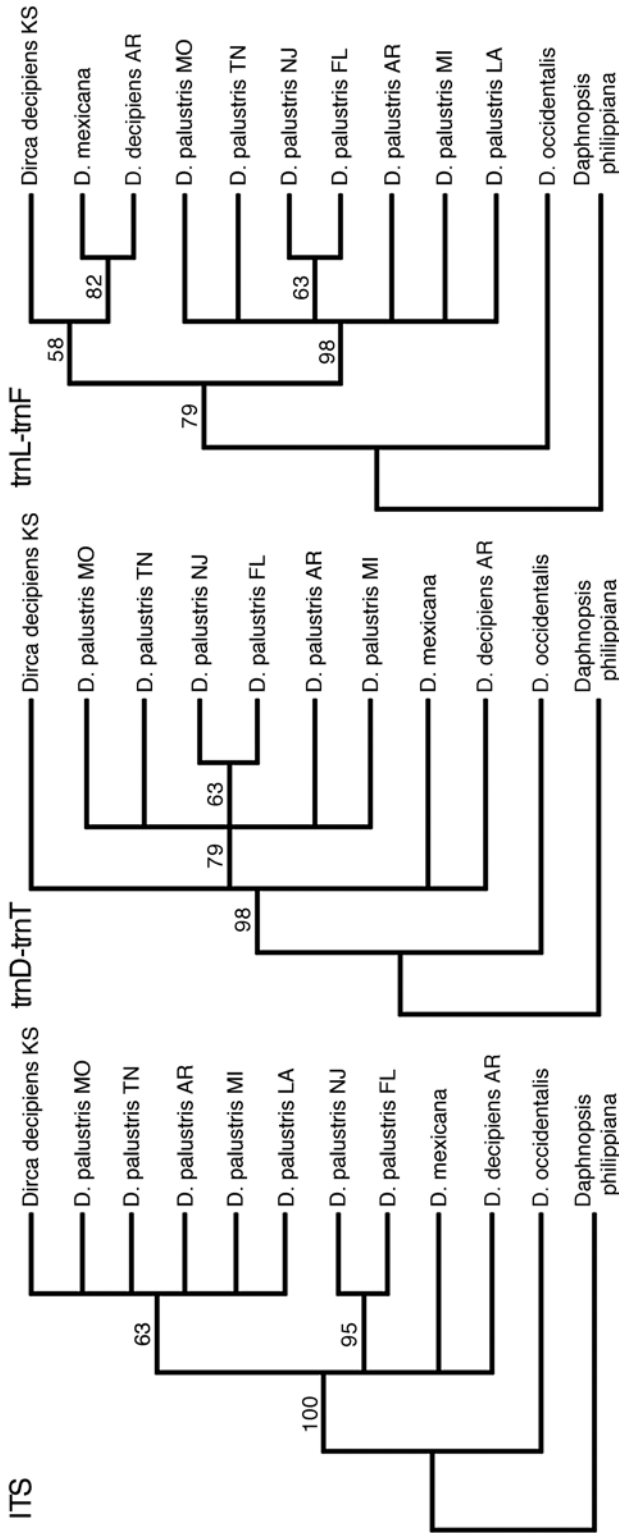 ITS
Dirca decipiens KS
D. palustris MO
D. palustris TN
D. palustris AR
D. palustris MI
D. palustris LA
D. palustris NJ
D. palustris FL
D. mexicana
D. decipiens AR
D. occidentalis
Daphnopsis
philippiana
63
95
100
trnD-trnT
Dirca decipiens KS
D. palustris MO
D. palustris TN
D. palustris NJ
D. palustris FL
D. palustris AR
D. palustris MI
D. mexicana
D. decipiens AR
D. occidentalis
Daphnopsis
philippiana
63
79
98
trnL-trnF
Dirca decipiens KS
D. mexicana
D. decipiens AR
D. palustris MO
D. palustris TN
D. palustris NJ
D. palustris FL
D. palustris AR
D. palustris MI
D. palustris LA
D. occidentalis
Daphnopsis
philippiana
82
58
63
98
79